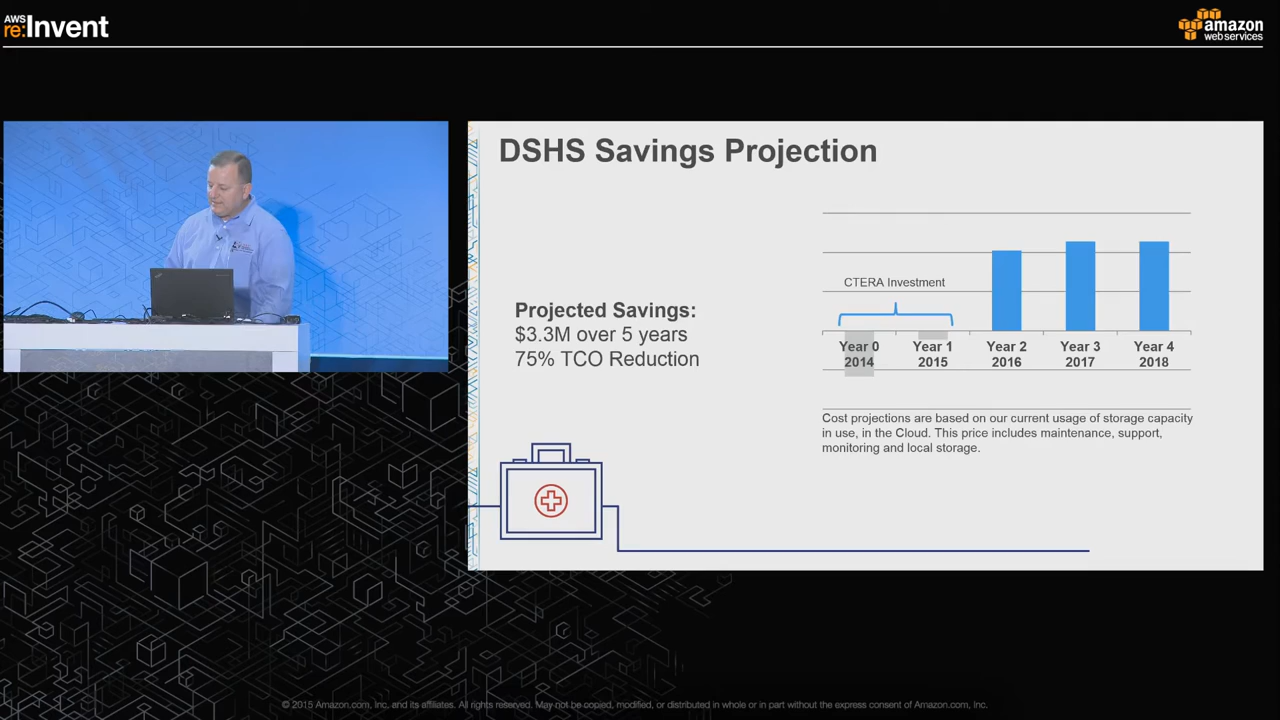 AWS
re:Invent
amazon
web services
DSHS Savings Projection
CTERA Investment
Projected Savings:
$3.3M over 5 years
75% TCO Reduction
Year 0 Year 1 Year 2 Year 3 Year 4
2014 2015 2016 2017 2018
Cost projections are based on our current usage of storage capacity
in use, in the Cloud. This price includes maintenance, support,
monitoring and local storage.
© 2015 Amazon.com, Inc. and its affiliates. All rights reserved. May not be copied, modified, or distributed in whole or in part without the express consent of Amazon.com, Inc.